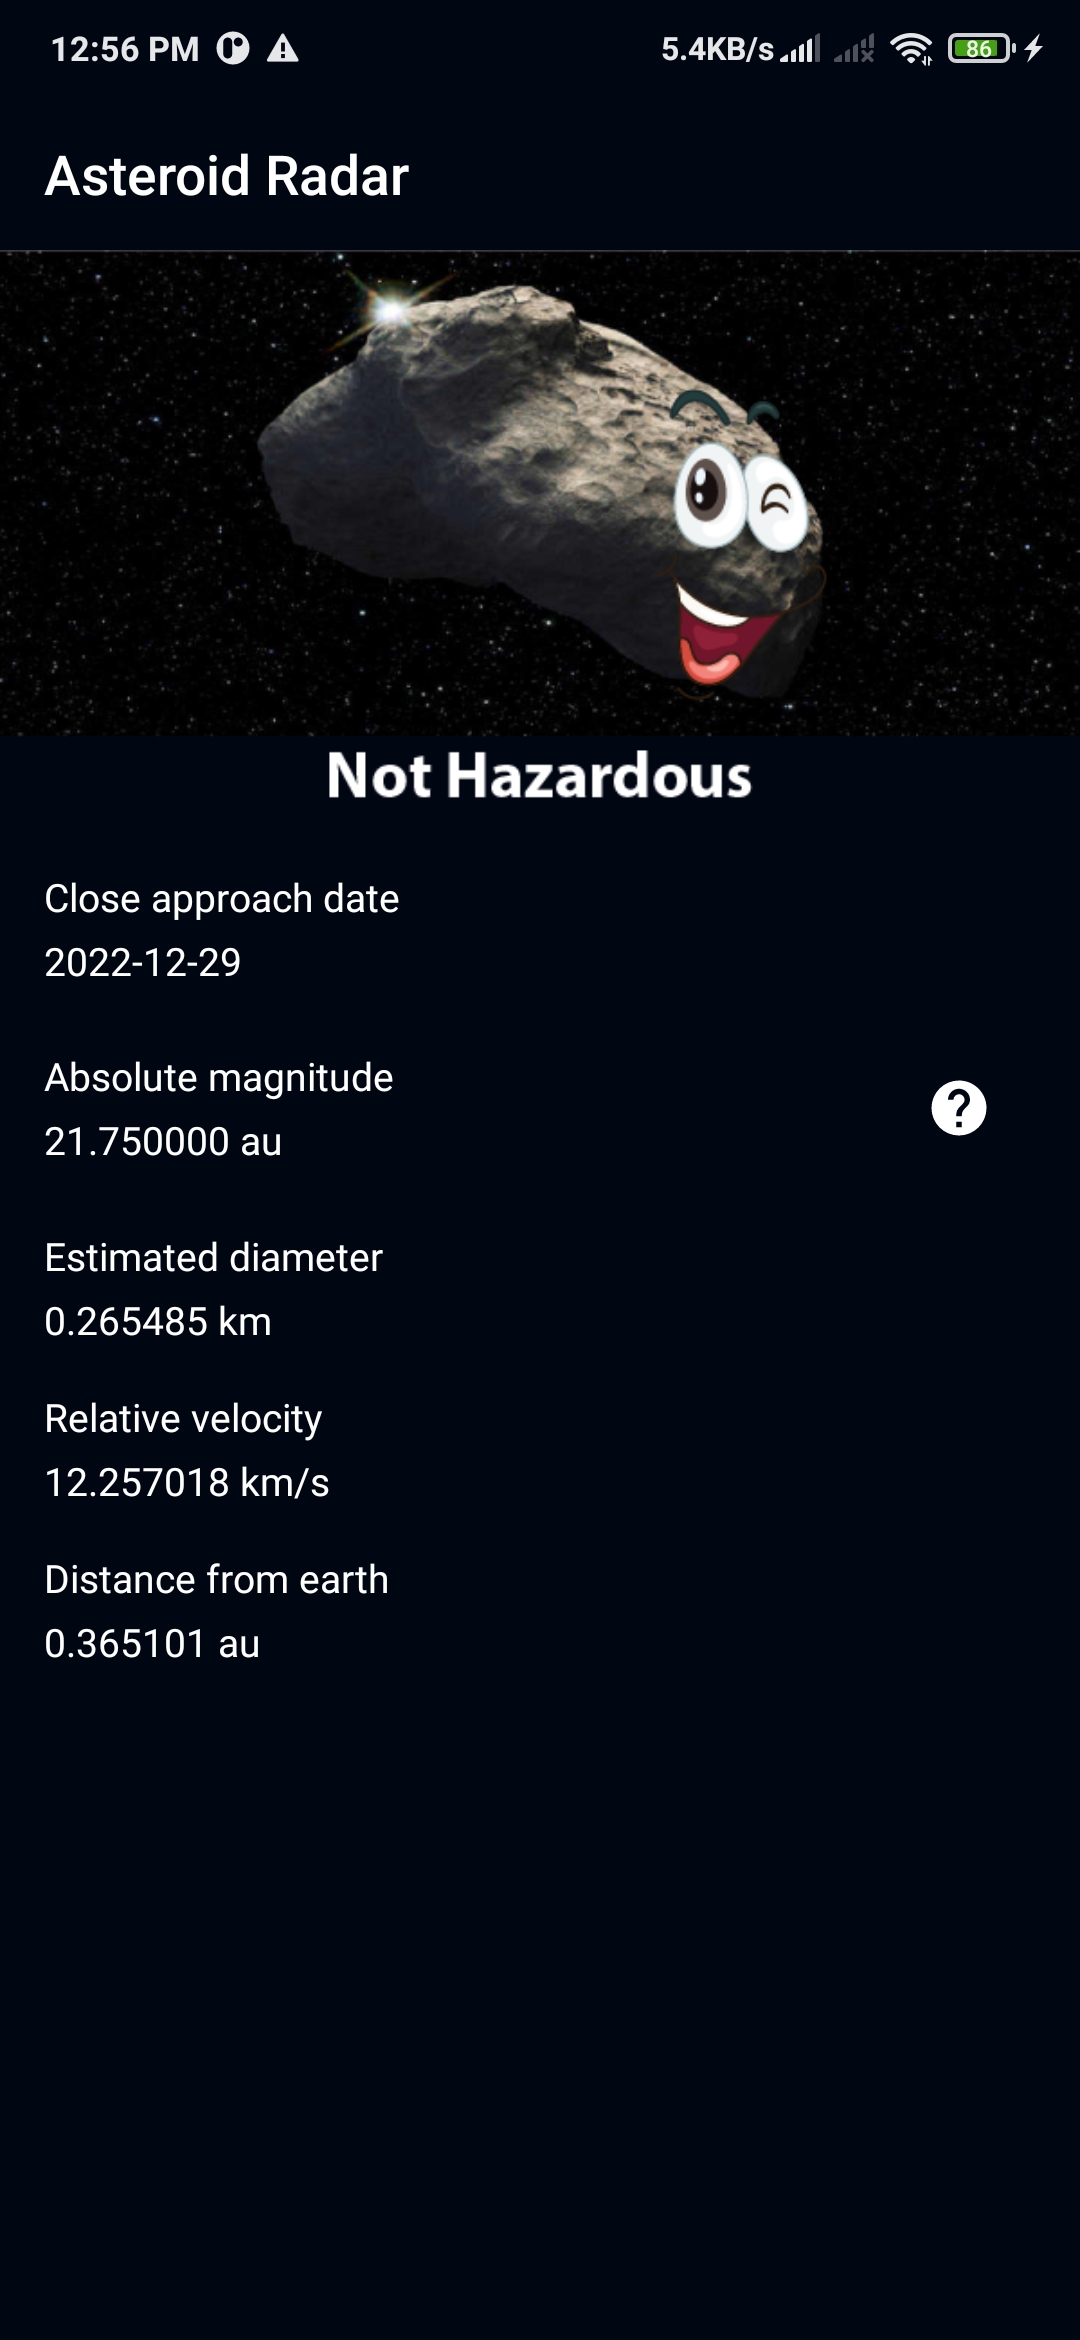 12:56 PM 5.4KB/s 86
Asteroid Radar
Not Hazardous
Close approach date
2022-12-29
Absolute magnitude
21.750000 au
?
Estimated diameter
0.265485 km
Relative velocity
12.257018 km/s
Distance from earth
0.365101 au